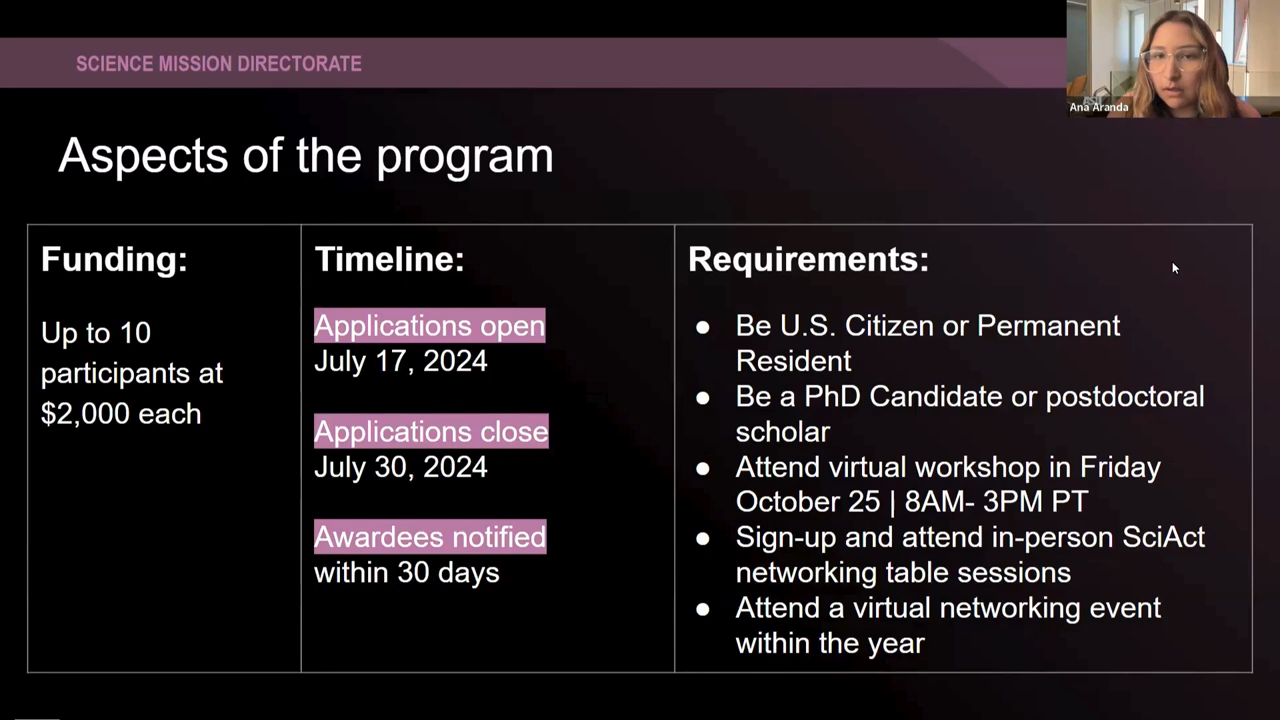 SCIENCE MISSION DIRECTORATE
Ana Aranda
Aspects of the program
Funding:
Up to 10
participants at
$2,000 each
Timeline:
Applications open
July 17, 2024
Applications close
July 30, 2024
Awardees notified
within 30 days
Requirements:
● Be U.S. Citizen or Permanent
Resident
● Be a PhD Candidate or postdoctoral
scholar
● Attend virtual workshop in Friday
October 25 | 8AM- 3PM PT
● Sign-up and attend in-person SciAct
networking table sessions
● Attend a virtual networking event
within the year